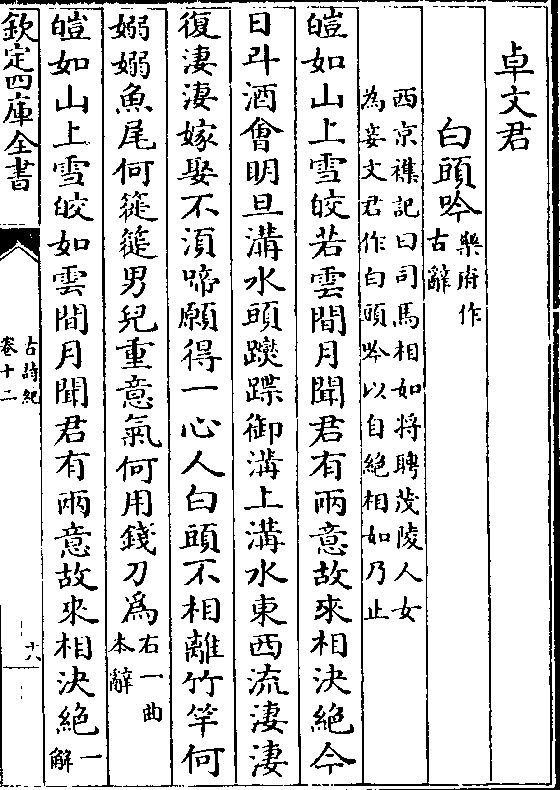 卓文君
白頭吟樂府作古辭
西京襍記曰司馬相如將聘茂陵人女
為妾文君作白頭吟以自絕相如乃止
皚如山上雪皎若雲間月聞君有兩意故來相決絕今
日斗酒會明旦溝水頭躞蹀御溝上溝水東西流淒淒
復淒淒嫁娶不須啼願得一心人白頭不相離竹竿何
嫋嫋魚尾何簁簁男兒重意氣何用錢刀為右一曲本辭
皚如山上雪皎如雲間月聞君有兩意故來相決絕一解
欽定四庫全書
古詩紀
卷十二
十六